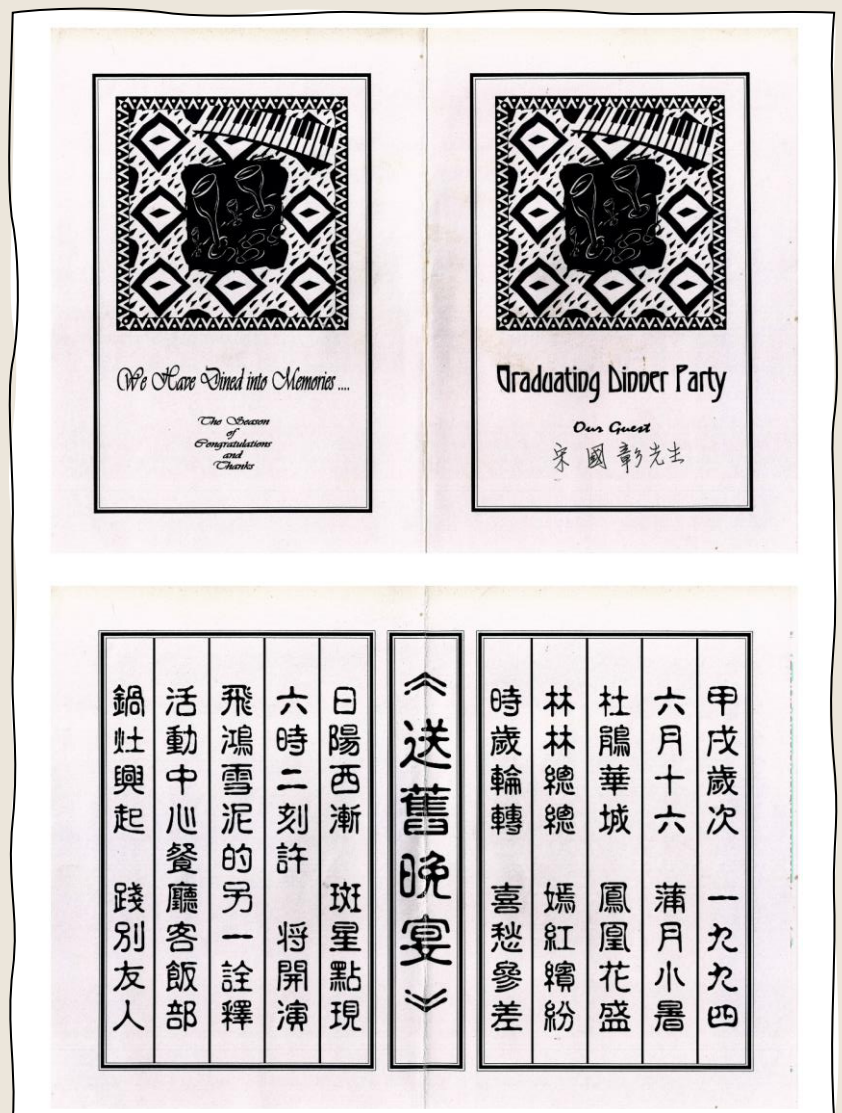 We Have Dined into Memories ....
The Season
of
Congratulations
and
Thanks
Graduating Dinner Party
Our Guest
宋國彰先生
甲戌歲次 一九九四
六月十六 蒲月小暑
杜鵑華城 鳳凰花盛
林林總總 嫣紅繽紛
時歲輪轉 喜愁參差
《送舊晚宴》
日陽西漸 斑星點現
六時二刻許 将開演
飛鴻雪泥的另一詮釋
活動中心餐廳客飯部
鍋灶興起 踐別友人